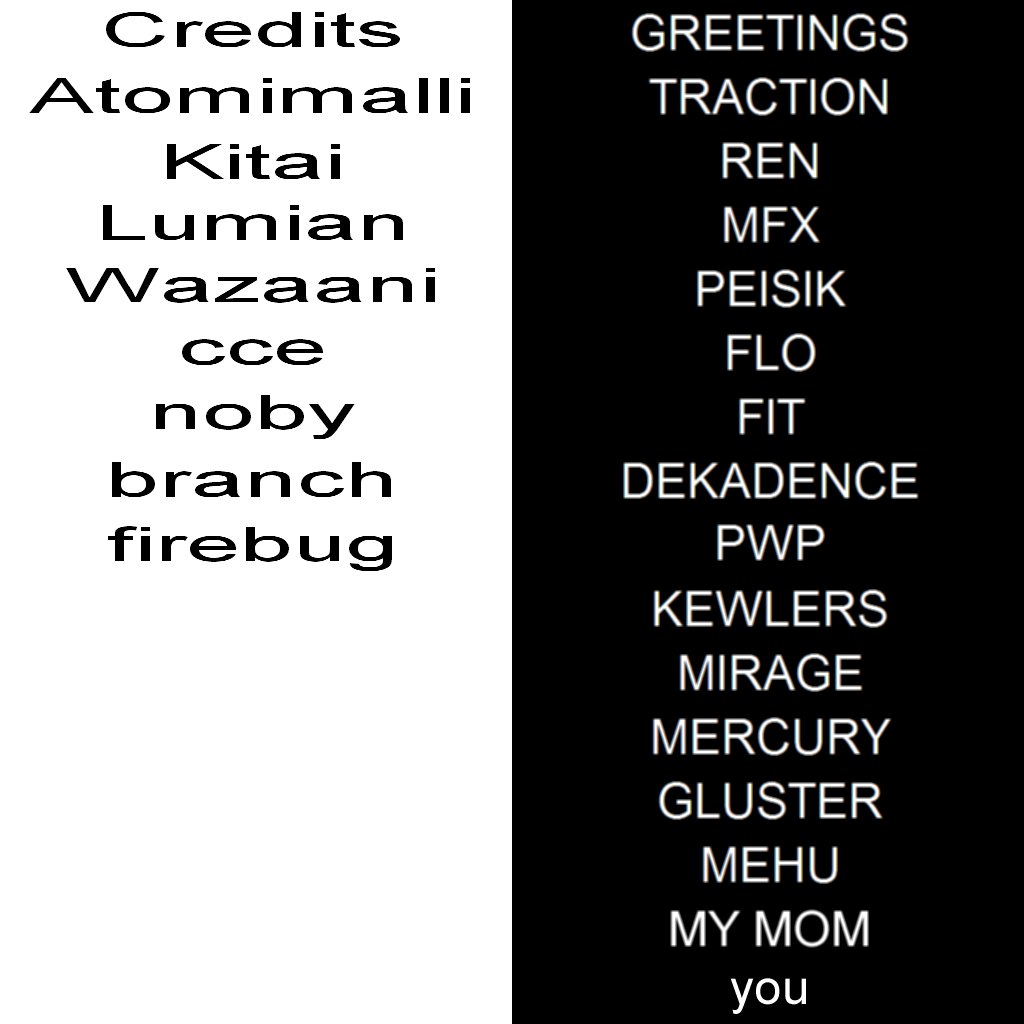 Credits
Atomimalli
Kitai
Lumian
Wazaani
cce
noby
branch
firebug
GREETINGS
TRACTION
REN
MFX
PEISIK
FLO
FIT
DEKADENCE
PWP
KEWLERS
MIRAGE
MERCURY
GLUSTER
MEHU
MY MOM
you